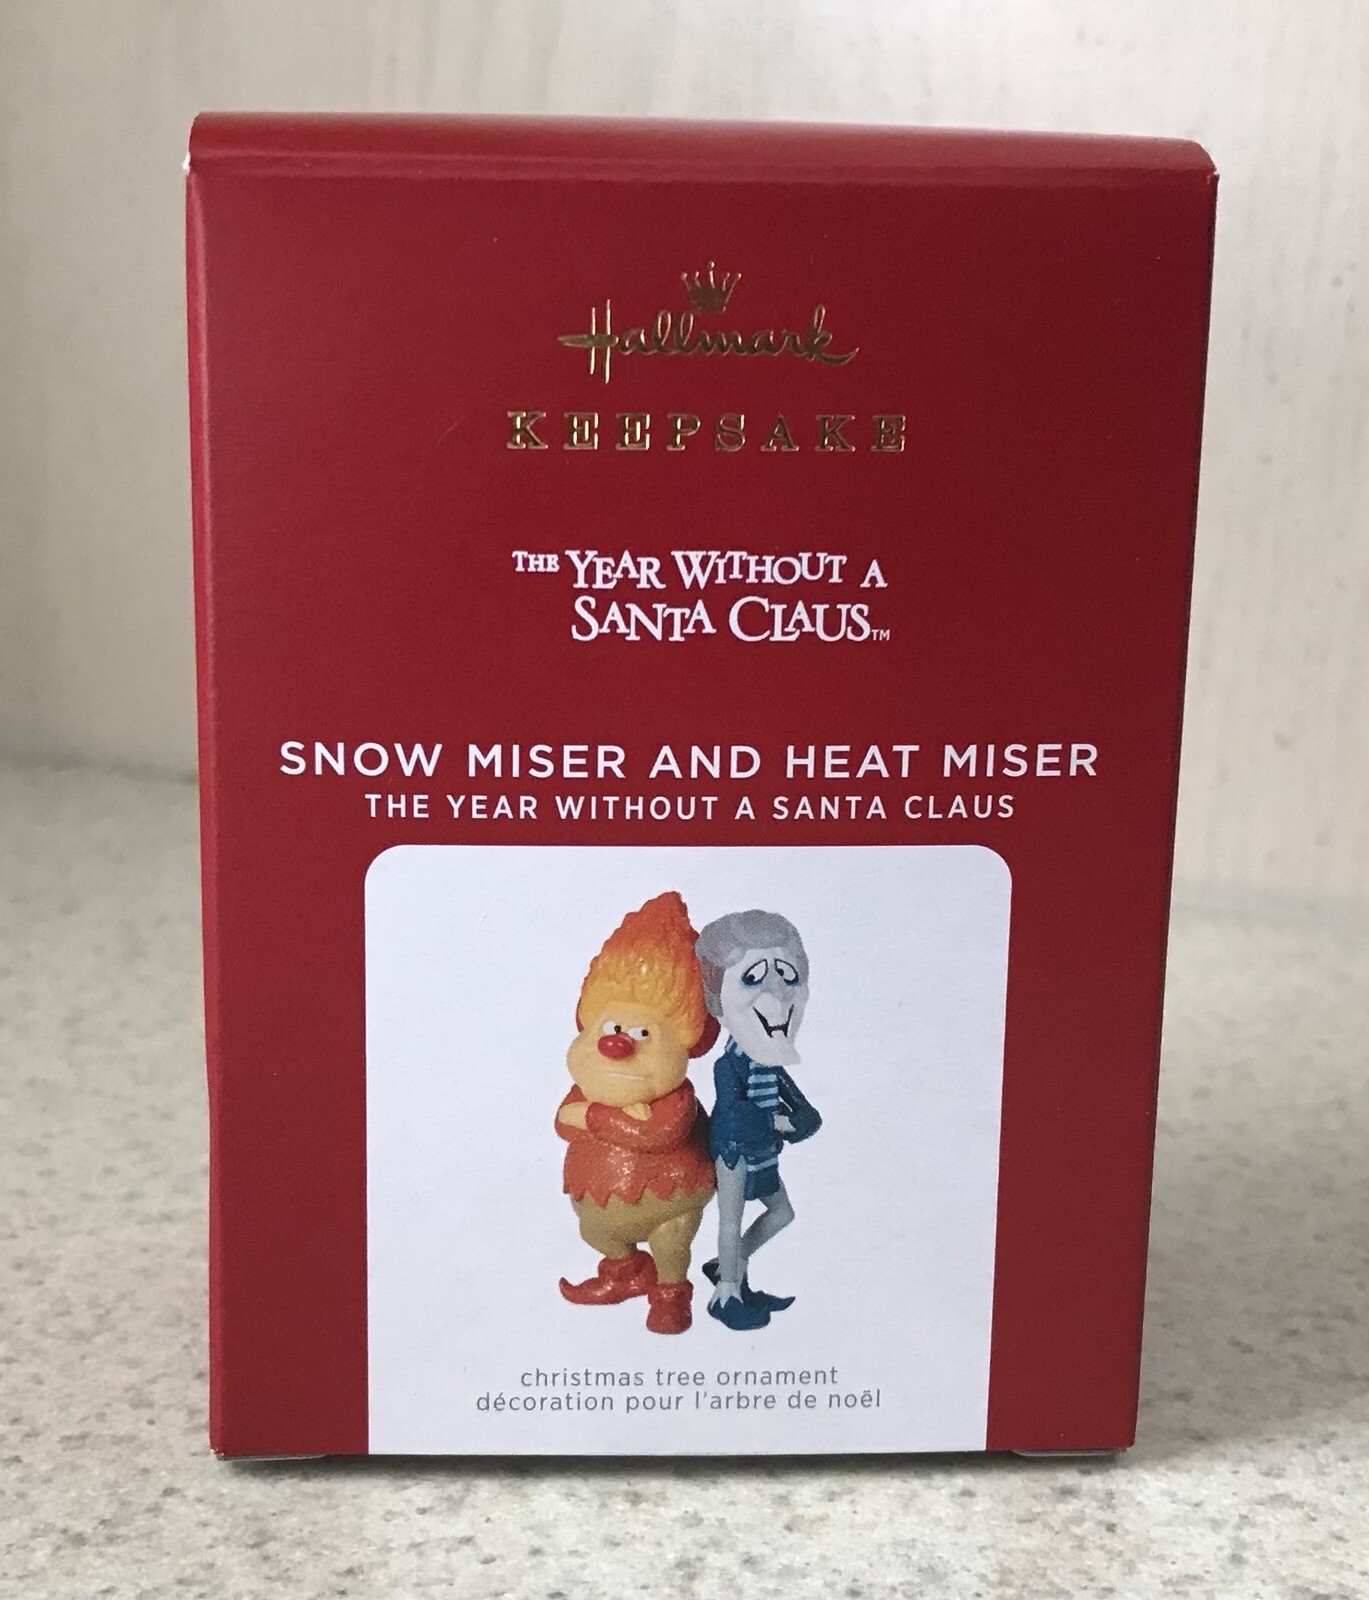 Hallmark
KEEPSAKE
THE YEAR WITHOUT A
SANTA CLAUS™
SNOW MISER AND HEAT MISER
THE YEAR WITHOUT A SANTA CLAUS
christmas tree ornament
décoration pour l'arbre de noël